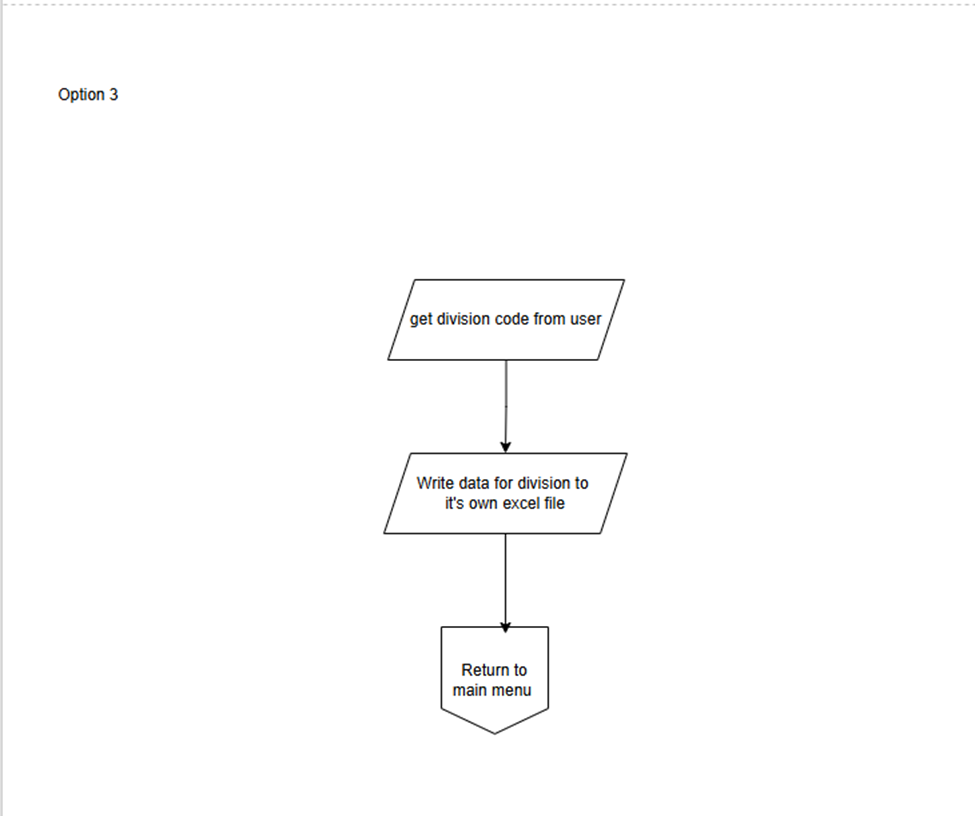 Option 3
get division code from user
Write data for division to
it's own excel file
Return to
main menu